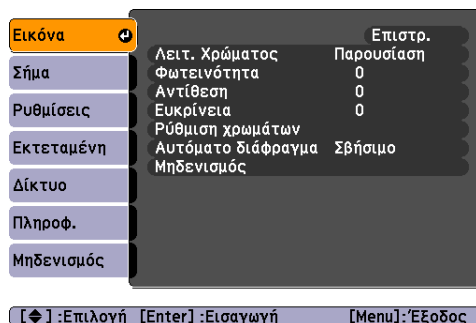 Εικόνα
Σήμα
Ρυθμίσεις
Εκτεταμένη
Δίκτυο
Πληροφ.
Μηδενισμός
Επιστρ.
Λειτ. Χρώματος Παρουσίαση
Φωτεινότητα 0
Αντίθεση 0
Ευκρίνεια 0
Ρύθμιση χρωμάτων
Αυτόματο διάφραγμα Σβήσιμο
Μηδενισμός
[◆] :Επιλογή [Enter] :Εισαγωγή [Menu]:Έξοδος